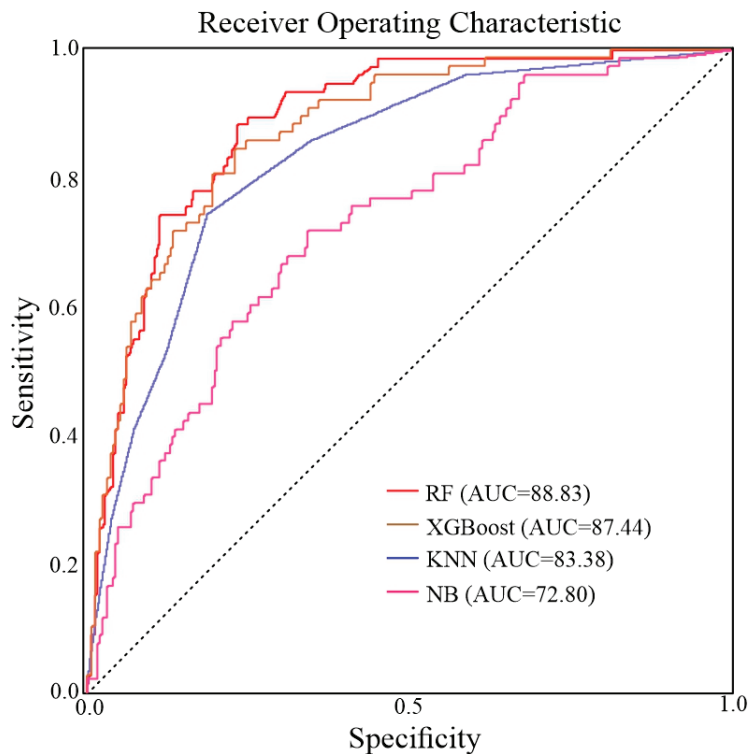 Receiver Operating Characteristic
1.0
0.8
0.6
0.4
0.2
0.0
Sensitivity
RF (AUC=88.83)
XGBoost (AUC=87.44)
KNN (AUC=83.38)
NB (AUC=72.80)
0.0
0.5
1.0
Specificity